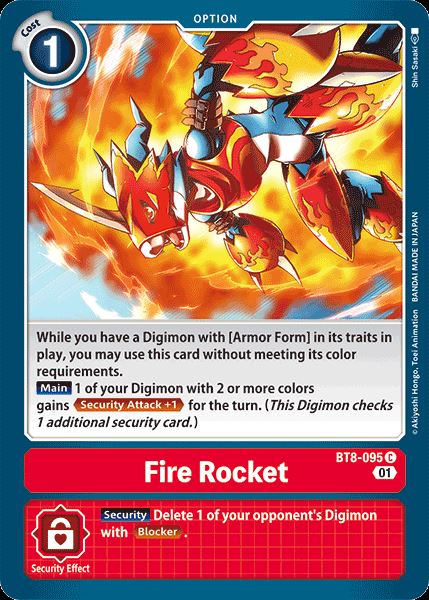 OPTION
Cost
1
Shin Sasaki
© Akiyoshi Hongo, Toei Animation BANDAI MADE IN JAPAN
While you have a Digimon with [Armor Form] in its traits in
play, you may use this card without meeting its color
requirements.
Main 1 of your Digimon with 2 or more colors
gains Security Attack +1 for the turn. (This Digimon checks
1 additional security card.)
BT8-095 C
Fire Rocket
01
Security Delete 1 of your opponent's Digimon
with Blocker .
Security Effect